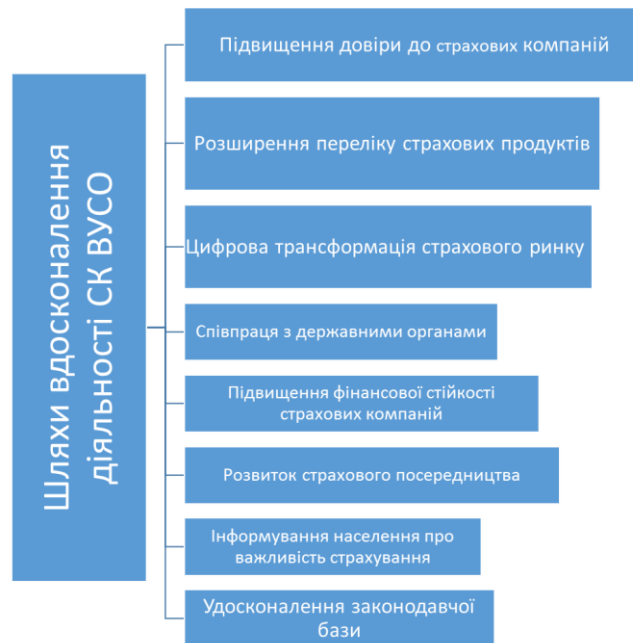 Шляхи вдосконалення
діяльності СК ВУСО
Підвищення довіри до страхових компаній
Розширення переліку страхових продуктів
Цифрова трансформація страхового ринку
Співпраця з державними органами
Підвищення фінансової стійкості
страхових компаній
Розвиток страхового посередництва
Інформування населення про
важливість страхування
Удосконалення законодавчої
бази